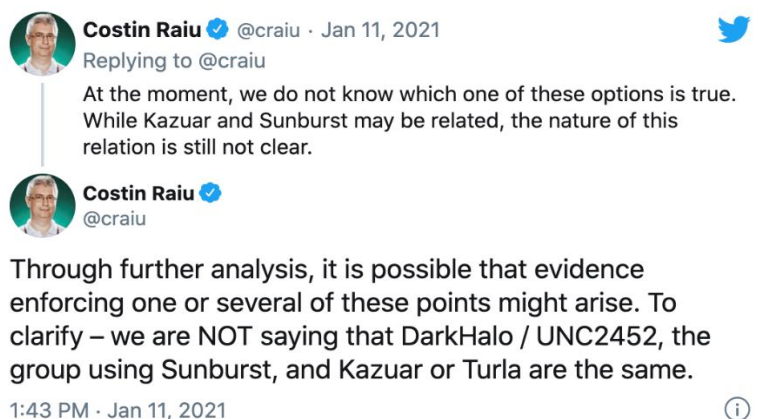 Costin Raiu @craiu · Jan 11, 2021
Replying to @craiu
At the moment, we do not know which one of these options is true.
While Kazuar and Sunburst may be related, the nature of this
relation is still not clear.
Costin Raiu
@craiu
Through further analysis, it is possible that evidence
enforcing one or several of these points might arise. To
clarify – we are NOT saying that DarkHalo / UNC2452, the
group using Sunburst, and Kazuar or Turla are the same.
1:43 PM · Jan 11, 2021